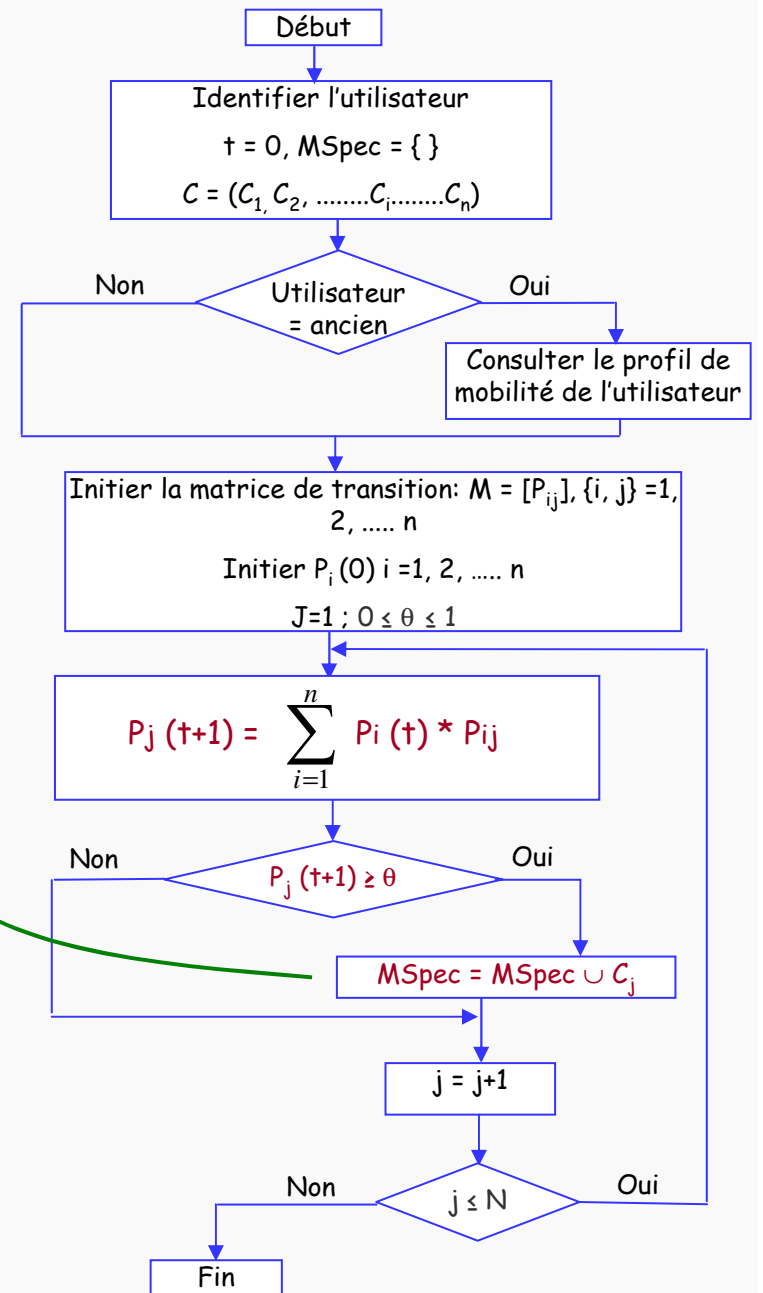 Début
Identifier l'utilisateur
t = 0, MSpec = { }
C = (C₁, C₂, ........Cᵢ........Cₙ)
Non
Utilisateur
= ancien
Oui
Consulter le profil de
mobilité de l'utilisateur
Initier la matrice de transition: M = [Pᵢⱼ], {i, j} =1,
2, ..... n
Initier Pᵢ (0) i =1, 2, ..... n
J=1 ; 0 ≤ θ ≤ 1
Pj (t+1) = ∑ᵢ₌₁ⁿ Pi (t) * Pij
Non
Pⱼ (t+1) ≥ θ
Oui
MSpec = MSpec ∪ Cⱼ
j = j+1
Non
j ≤ N
Oui
Fin